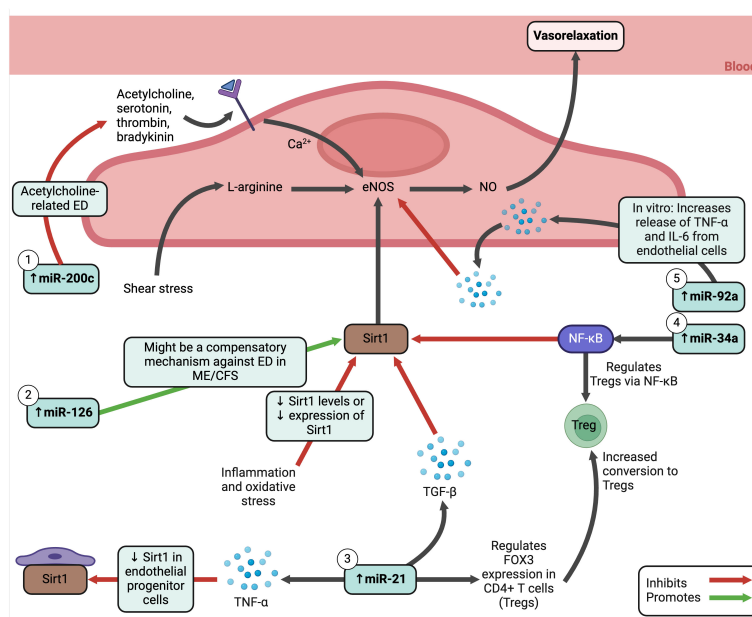 Vasorelaxation
Blood
Acetylcholine,
serotonin,
thrombin,
bradykinin
Ca²⁺
Acetylcholine-
related ED
L-arginine
eNOS
NO
In vitro: Increases
release of TNF-α
and IL-6 from
endothelial cells
1
↑miR-200c
Shear stress
5
↑miR-92a
4
↑miR-34a
Might be a compensatory
mechanism against ED in
ME/CFS
Sirt1
NF-κB
Regulates
Tregs via NF-κB
2
↑miR-126
↓ Sirt1 levels or
↓ expression of
Sirt1
Treg
Inflammation
and oxidative
stress
TGF-β
Increased
conversion to
Tregs
3
↑miR-21
Regulates
FOX3
expression in
CD4+ T cells
(Tregs)
Sirt1
↓ Sirt1 in
endothelial
progenitor
cells
TNF-α
Inhibits
Promotes